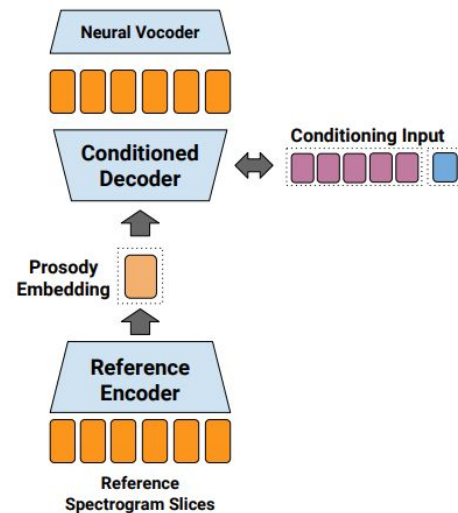 Neural Vocoder
Conditioned
Decoder
Conditioning Input
Prosody
Embedding
Reference
Encoder
Reference
Spectrogram Slices